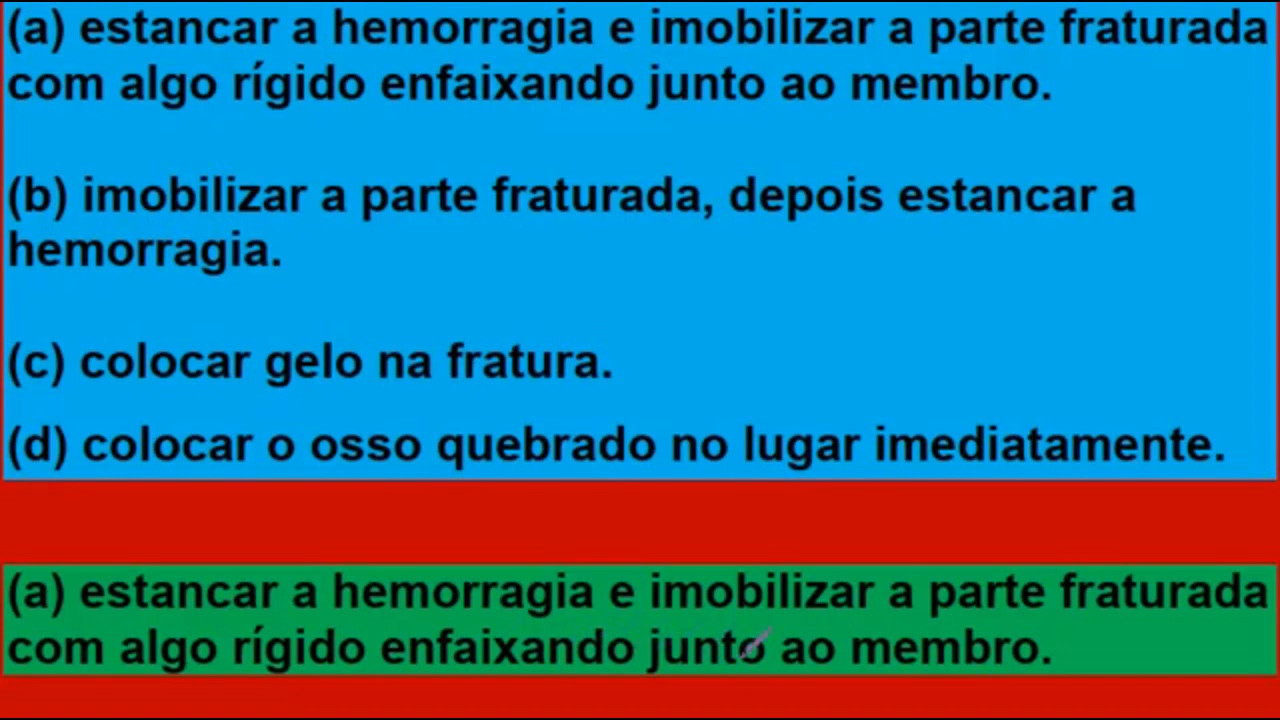 (a) estancar a hemorragia e imobilizar a parte fraturada
com algo rígido enfaixando junto ao membro.
(b) imobilizar a parte fraturada, depois estancar a
hemorragia.
(c) colocar gelo na fratura.
(d) colocar o osso quebrado no lugar imediatamente.
(a) estancar a hemorragia e imobilizar a parte fraturada
com algo rígido enfaixando junto ao membro.